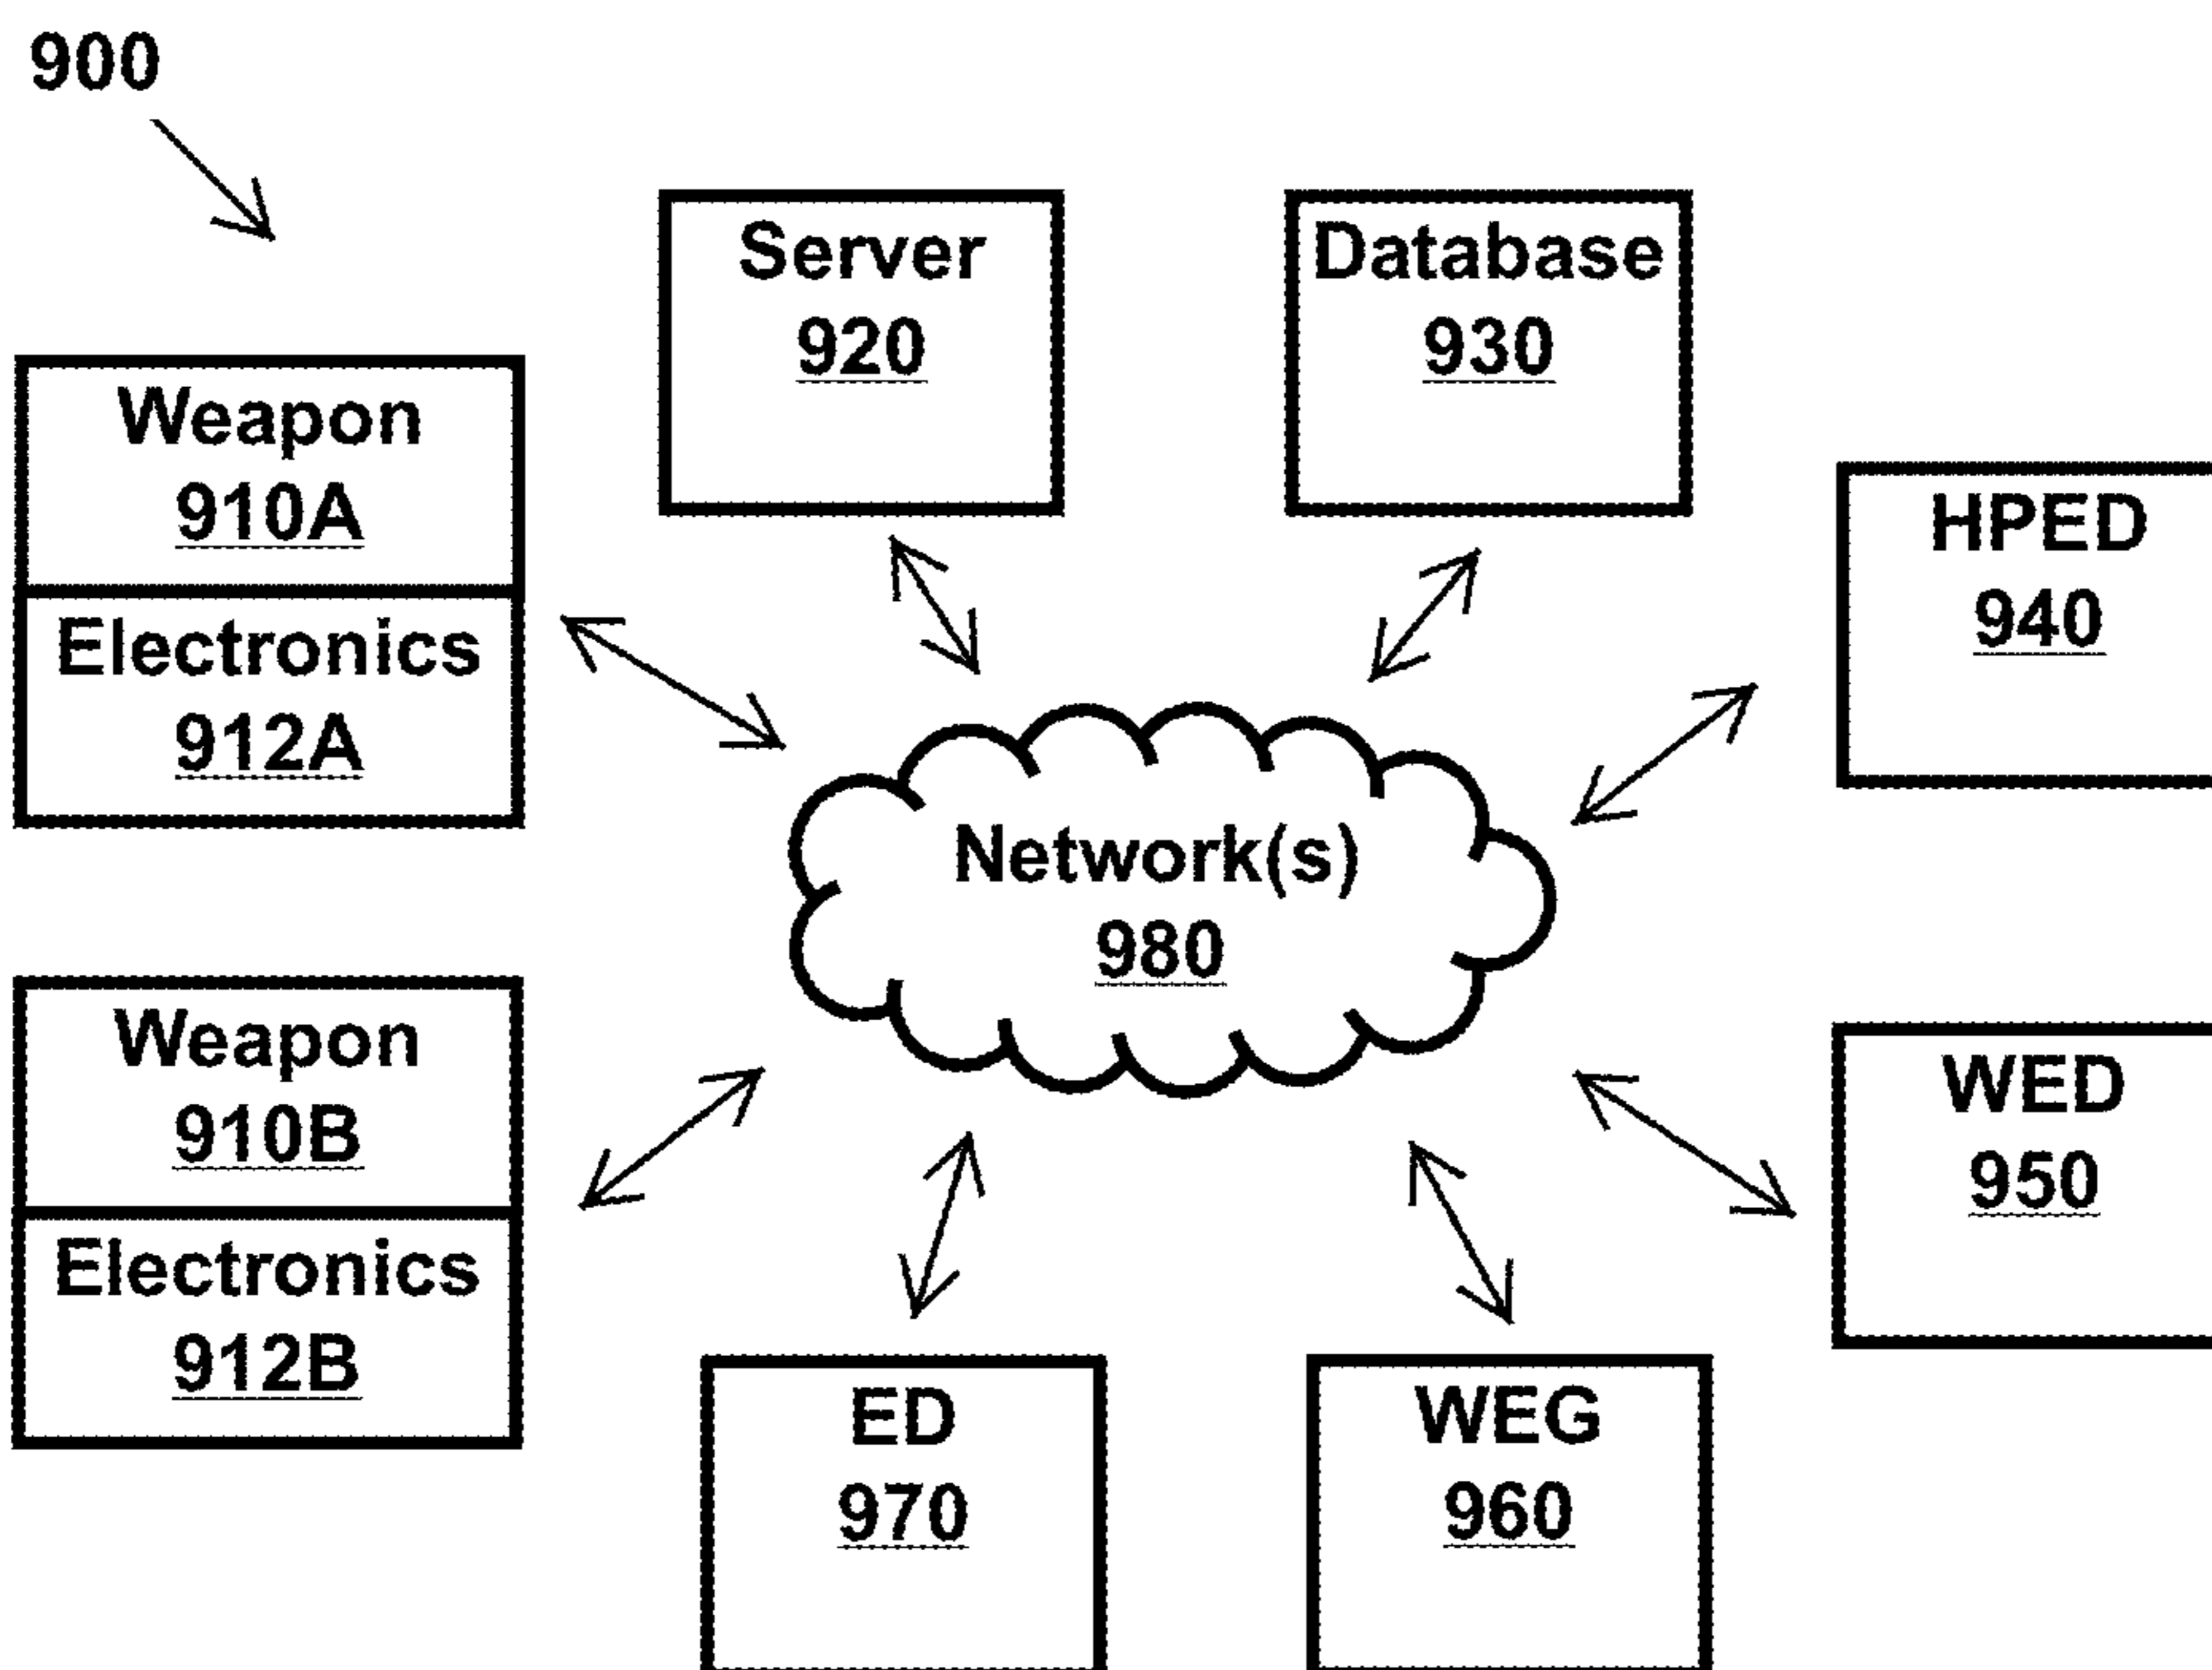 900
Server
920
Database
930
Weapon
910A
Electronics
912A
HPED
940
Network(s)
980
Weapon
910B
Electronics
912B
WED
950
ED
970
WEG
960